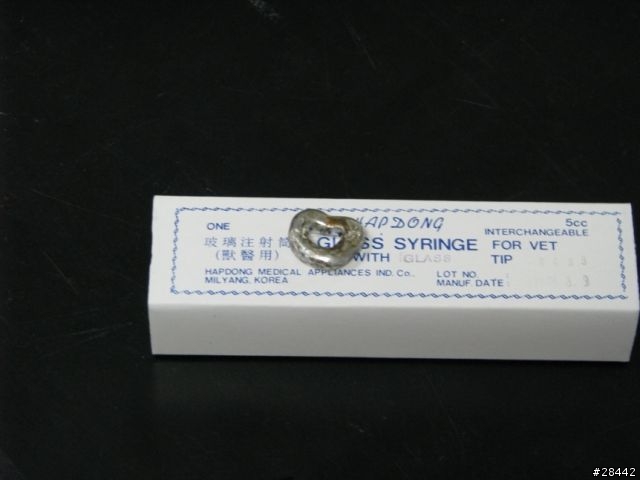 ONE HAPDONG 5cc
INTERCHANGEABLE
玻璃注射筒 SYRINGE FOR VET
(獸醫用) WITH GLASS TIP
HAPDONG MEDICAL APPLIANCES IND. Co., LOT NO. :
MILYANG, KOREA MANUF. DATE :
#28442